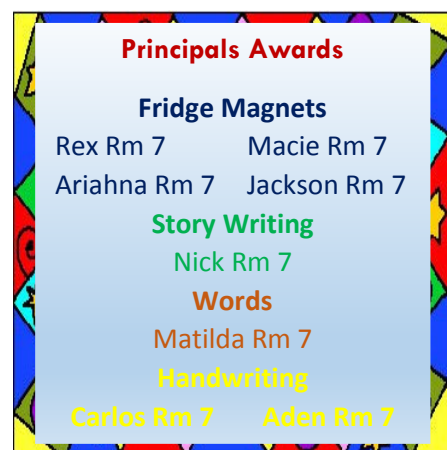 Principals Awards
Fridge Magnets
Rex Rm 7 Macie Rm 7
Ariahna Rm 7 Jackson Rm 7
Story Writing
Nick Rm 7
Words
Matilda Rm 7
Handwriting
Carlos Rm 7 Aden Rm 7